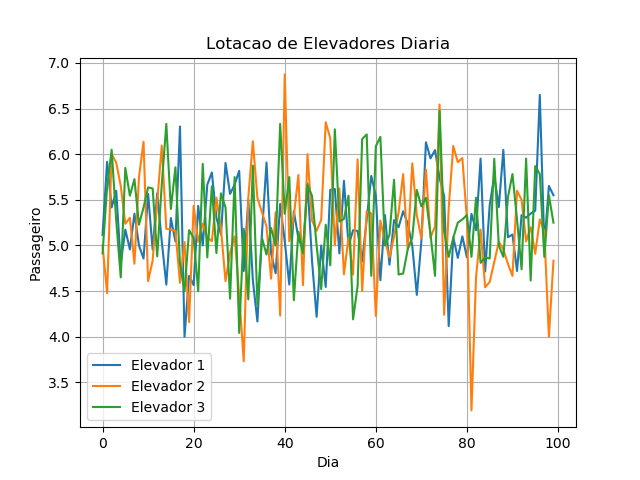 Lotacao de Elevadores Diaria
Passageiro
7.0
6.5
6.0
5.5
5.0
4.5
4.0
3.5
Elevador 1
Elevador 2
Elevador 3
0 20 40 60 80 100
Dia